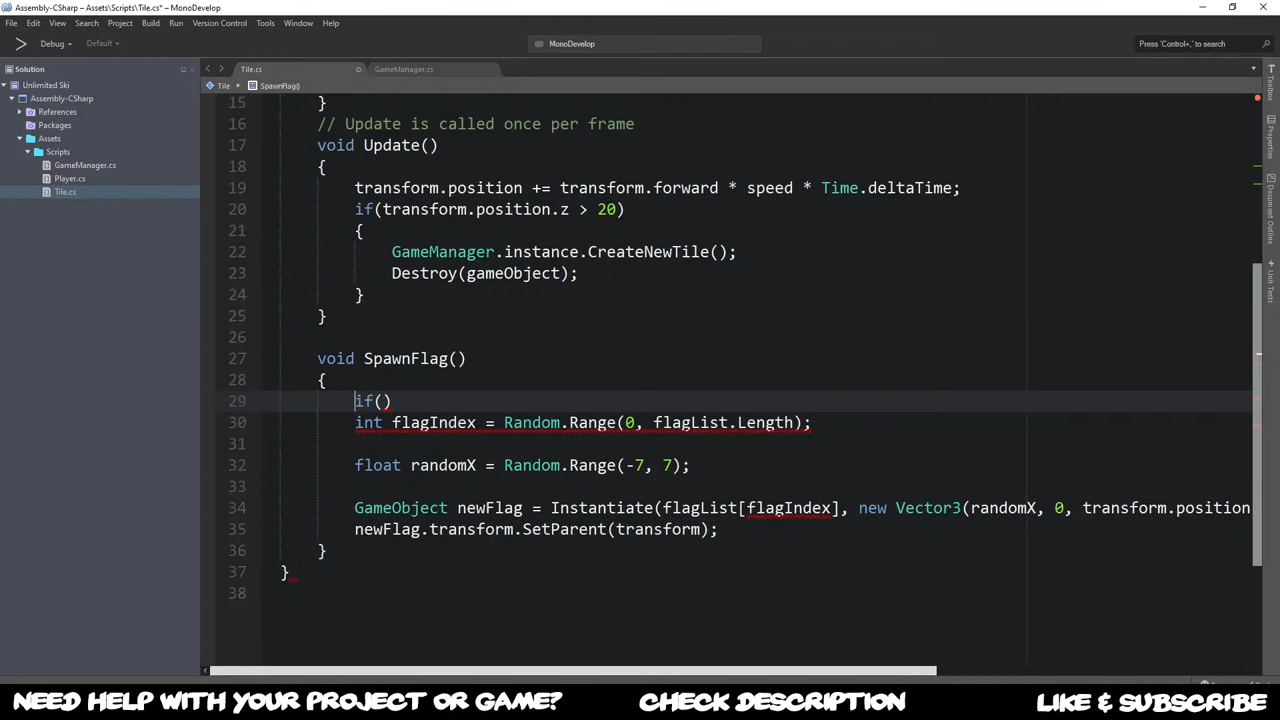 Assembly-CSharp – Assets\Scripts\Tile.cs* – MonoDevelop
File Edit View Search Project Build Run Version Control Tools Window Help
Debug Default MonoDevelop Press 'Control+,' to search
Solution Tile.cs GameManager.cs Toolbox
Unlimited Ski Tile SpawnFlag()
Assembly-CSharp
References
Packages
Assets
Scripts
GameManager.cs
Player.cs
Tile.cs
Properties
Document Outline
Unit Tests
15 }
16 // Update is called once per frame
17 void Update()
18 {
19 transform.position += transform.forward * speed * Time.deltaTime;
20 if(transform.position.z > 20)
21 {
22 GameManager.instance.CreateNewTile();
23 Destroy(gameObject);
24 }
25 }
26
27 void SpawnFlag()
28 {
29 if()
30 int flagIndex = Random.Range(0, flagList.Length);
31
32 float randomX = Random.Range(-7, 7);
33
34 GameObject newFlag = Instantiate(flagList[flagIndex], new Vector3(randomX, 0, transform.position
35 newFlag.transform.SetParent(transform);
36 }
37 }
38
NEED HELP WITH YOUR PROJECT OR GAME? CHECK DESCRIPTION LIKE & SUBSCRIBE